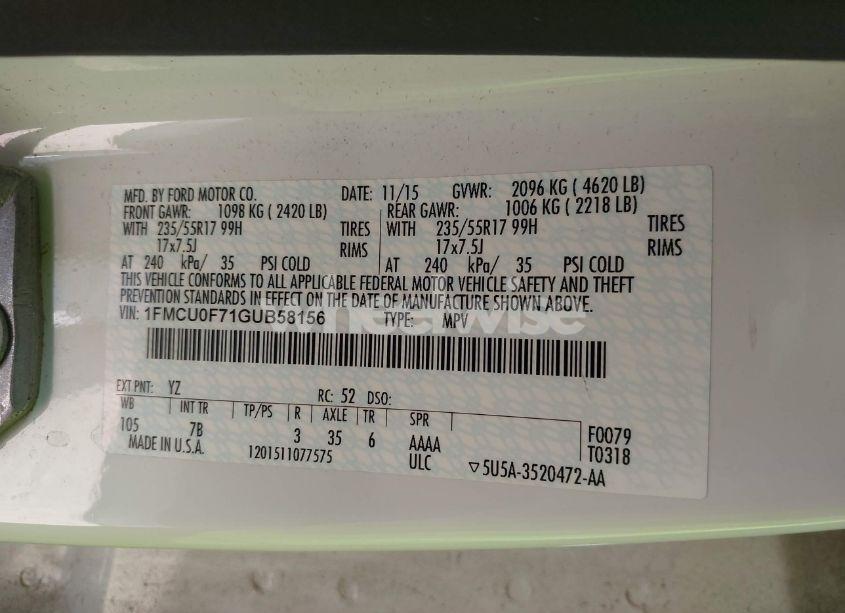 MFD. BY FORD MOTOR CO. DATE: 11/15 GVWR: 2096 KG ( 4620 LB)
FRONT GAWR: 1098 KG ( 2420 LB) REAR GAWR: 1006 KG ( 2218 LB)
WITH 235/55R17 99H TIRES WITH 235/55R17 99H TIRES
17x7.5J RIMS 17x7.5J RIMS
AT 240 kPa/ 35 PSI COLD AT 240 kPa/ 35 PSI COLD
THIS VEHICLE CONFORMS TO ALL APPLICABLE FEDERAL MOTOR VEHICLE SAFETY AND THEFT
PREVENTION STANDARDS IN EFFECT ON THE DATE OF MANUFACTURE SHOWN ABOVE.
VIN: 1FMCU0F71GUB58156 TYPE: MPV
wheelwise
EXT PNT: YZ RC: 52 DSO:
WB INT TR TP/PS R AXLE TR SPR
105 7B 3 35 6 AAAA F0079
MADE IN U.S.A. 1201511077575 ULC T0318
▽5U5A-3520472-AA